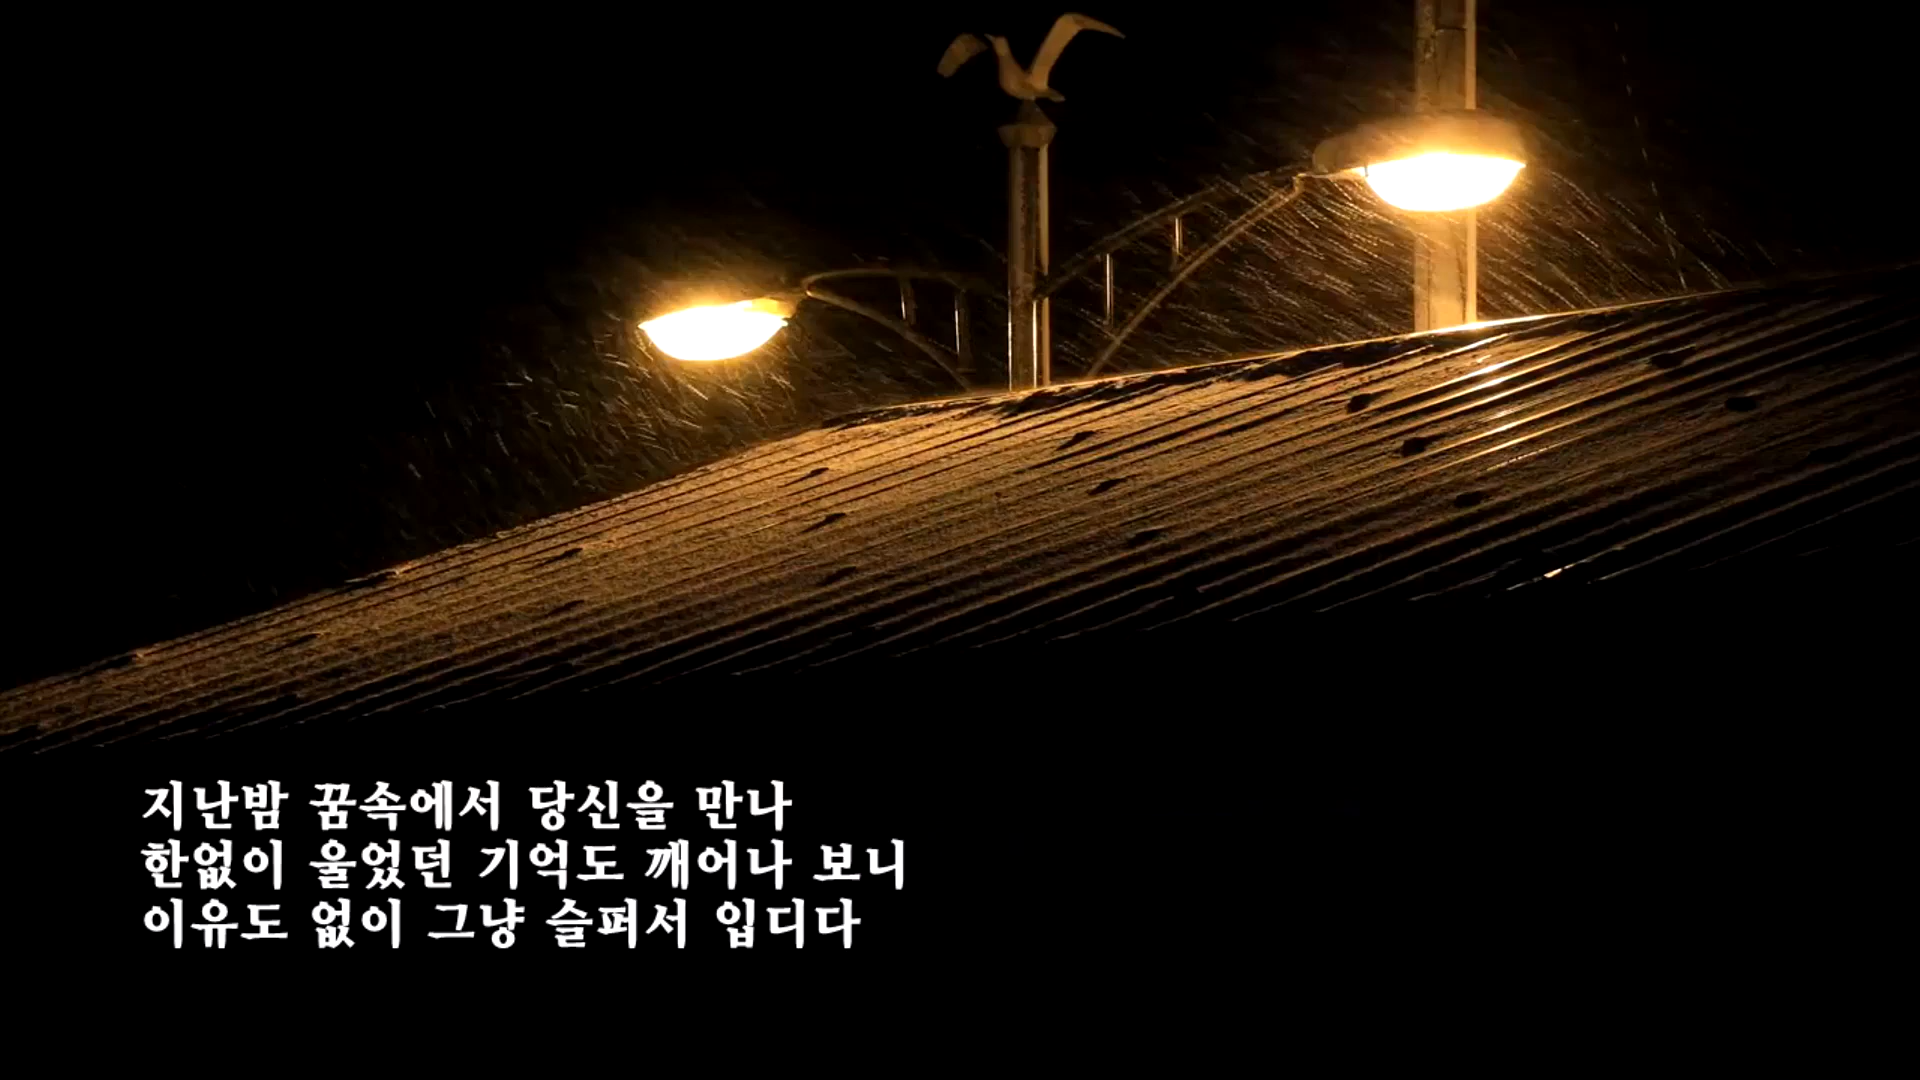 지난밤 꿈속에서 당신을 만나
한없이 울었던 기억도 깨어나 보니
이유도 없이 그냥 슬퍼서 입디다